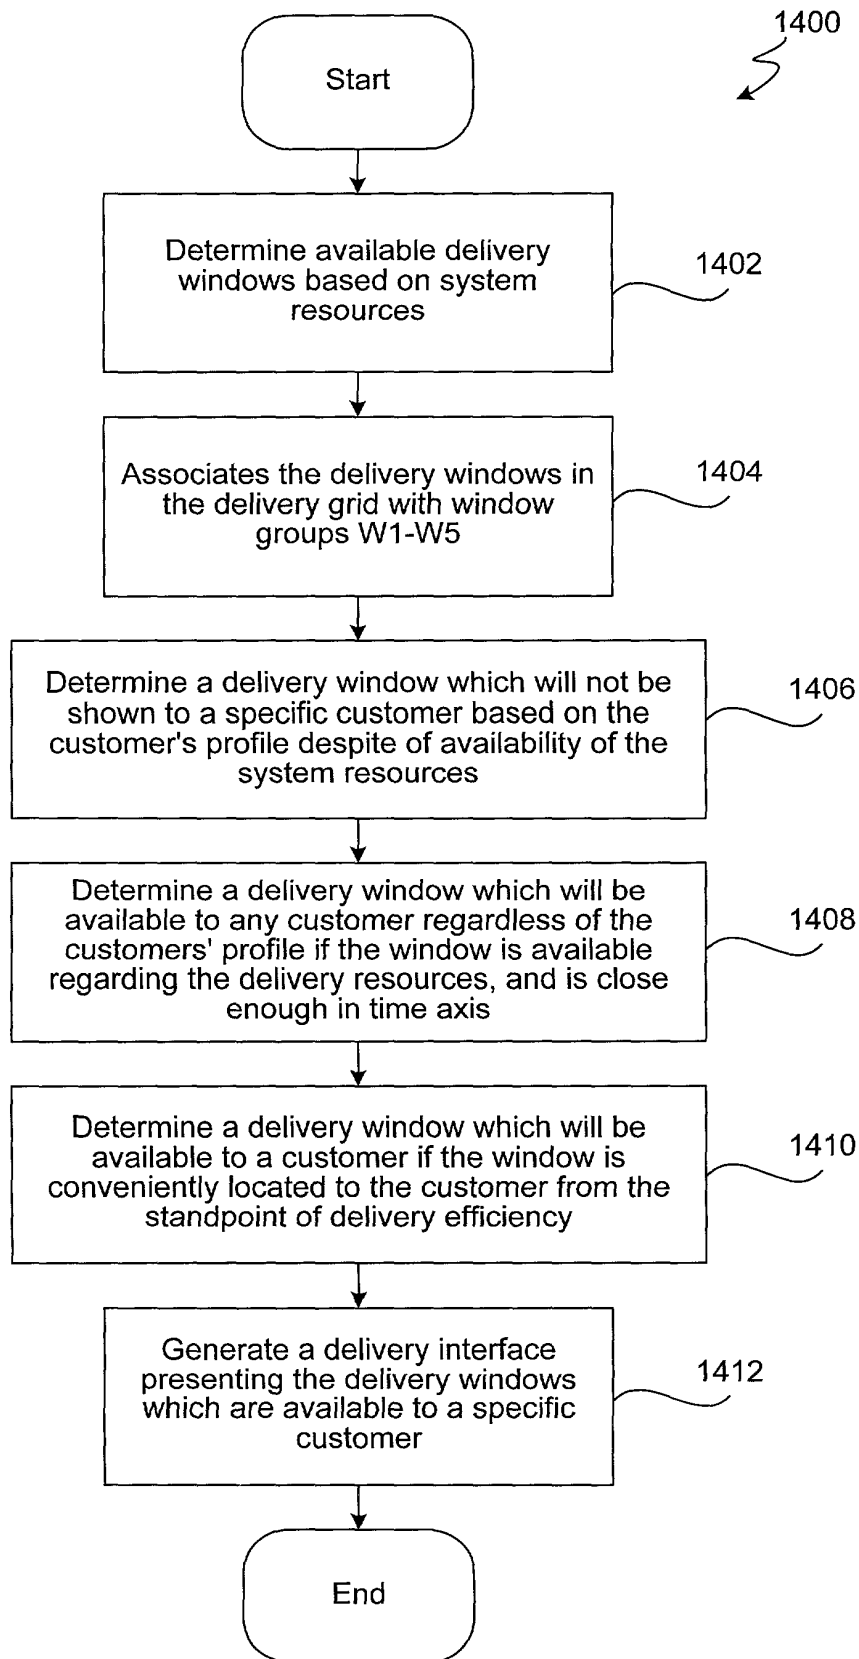 1400
Start
Determine available delivery
windows based on system
resources
1402
Associates the delivery windows in
the delivery grid with window
groups W1-W5
1404
Determine a delivery window which will not be
shown to a specific customer based on the
customer's profile despite of availability of the
system resources
1406
Determine a delivery window which will be
available to any customer regardless of the
customers' profile if the window is available
regarding the delivery resources, and is close
enough in time axis
1408
Determine a delivery window which will be
available to a customer if the window is
conveniently located to the customer from the
standpoint of delivery efficiency
1410
Generate a delivery interface
presenting the delivery windows
which are available to a specific
customer
1412
End